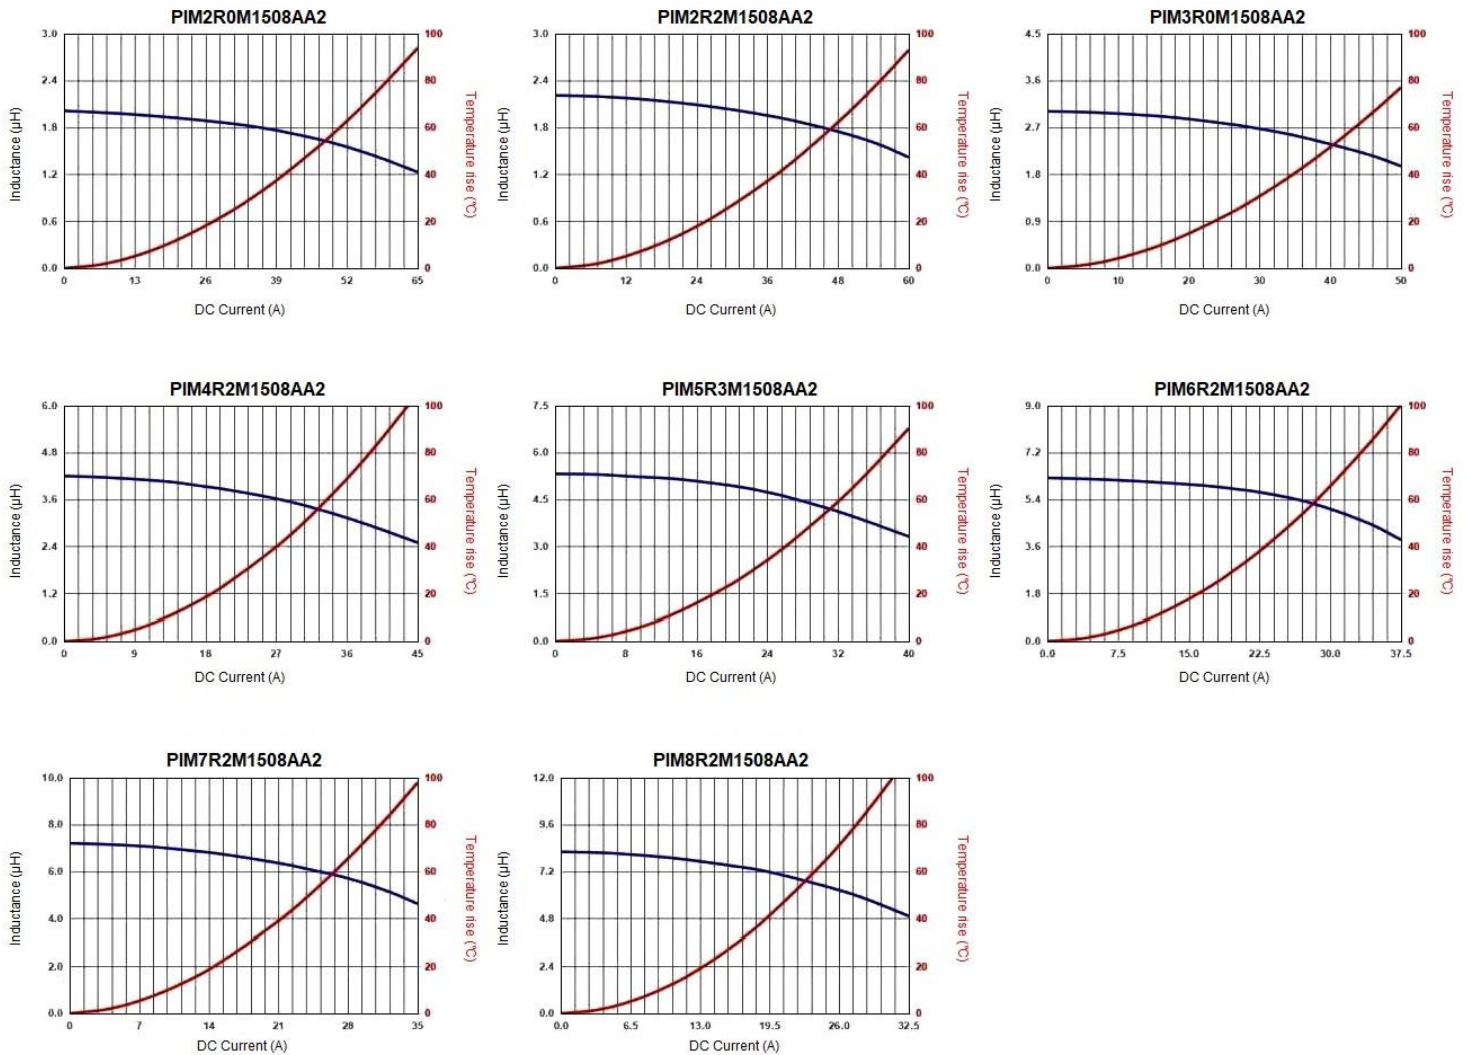 PIM2R0M1508AA2
3.0
2.4
1.8
1.2
0.6
0.0
Inductance (µH)
100
80
60
40
20
0
Temperature rise (℃)
0 13 26 39 52 65
DC Current (A)
PIM2R2M1508AA2
3.0
2.4
1.8
1.2
0.6
0.0
Inductance (µH)
100
80
60
40
20
0
Temperature rise (℃)
0 12 24 36 48 60
DC Current (A)
PIM3R0M1508AA2
4.5
3.6
2.7
1.8
0.9
0.0
Inductance (µH)
100
80
60
40
20
0
Temperature rise (℃)
0 10 20 30 40 50
DC Current (A)
PIM4R2M1508AA2
6.0
4.8
3.6
2.4
1.2
0.0
Inductance (µH)
100
80
60
40
20
0
Temperature rise (℃)
0 9 18 27 36 45
DC Current (A)
PIM5R3M1508AA2
7.5
6.0
4.5
3.0
1.5
0.0
Inductance (µH)
100
80
60
40
20
0
Temperature rise (℃)
0 8 16 24 32 40
DC Current (A)
PIM6R2M1508AA2
9.0
7.2
5.4
3.6
1.8
0.0
Inductance (µH)
100
80
60
40
20
0
Temperature rise (℃)
0.0 7.5 15.0 22.5 30.0 37.5
DC Current (A)
PIM7R2M1508AA2
10.0
8.0
6.0
4.0
2.0
0.0
Inductance (µH)
100
80
60
40
20
0
Temperature rise (℃)
0 7 14 21 28 35
DC Current (A)
PIM8R2M1508AA2
12.0
9.6
7.2
4.8
2.4
0.0
Inductance (µH)
100
80
60
40
20
0
Temperature rise (℃)
0.0 6.5 13.0 19.5 26.0 32.5
DC Current (A)